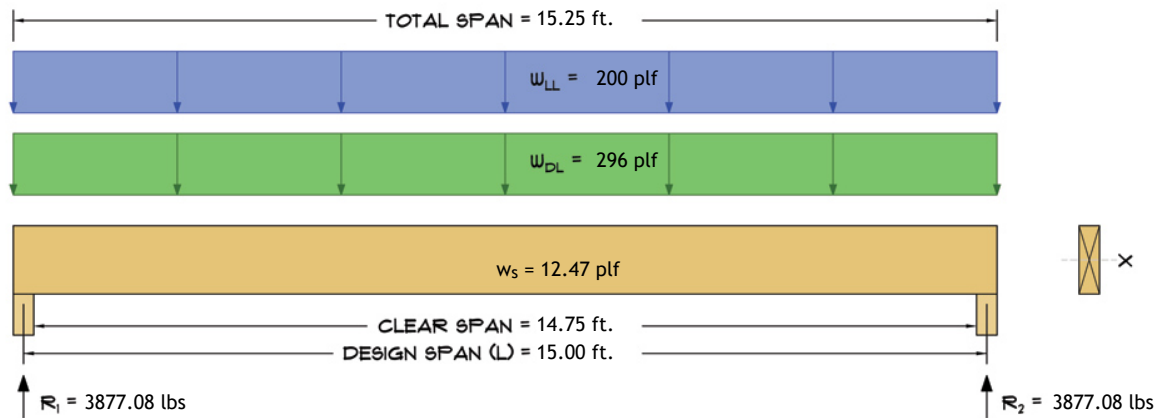 TOTAL SPAN = 15.25 ft.
WLL = 200 plf
WDL = 296 plf
ws = 12.47 plf
X
CLEAR SPAN = 14.75 ft.
DESIGN SPAN (L) = 15.00 ft.
R1 = 3877.08 lbs
R2 = 3877.08 lbs